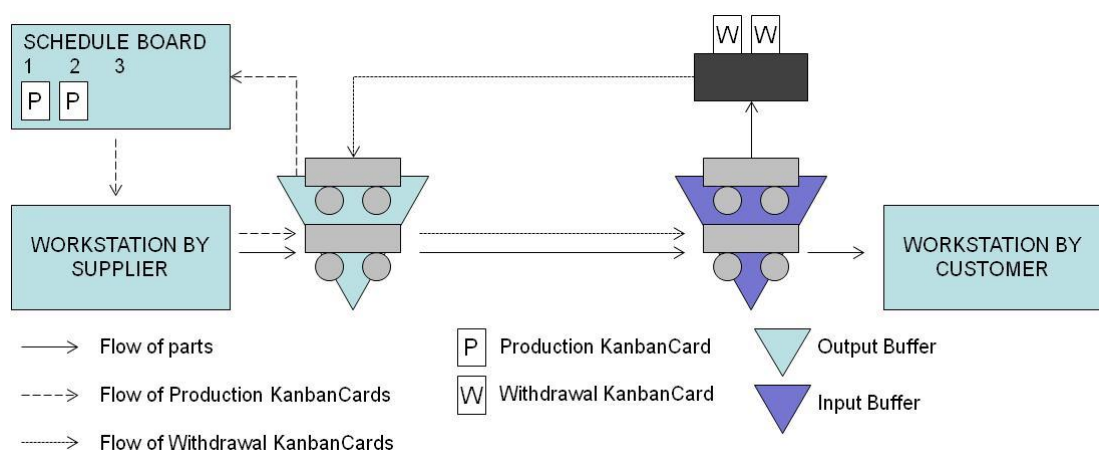 SCHEDULE BOARD
1 2 3
P P
W W
WORKSTATION BY
SUPPLIER
WORKSTATION BY
CUSTOMER
Flow of parts
Flow of Production KanbanCards
Flow of Withdrawal KanbanCards
P Production KanbanCard
W Withdrawal KanbanCard
Output Buffer
Input Buffer